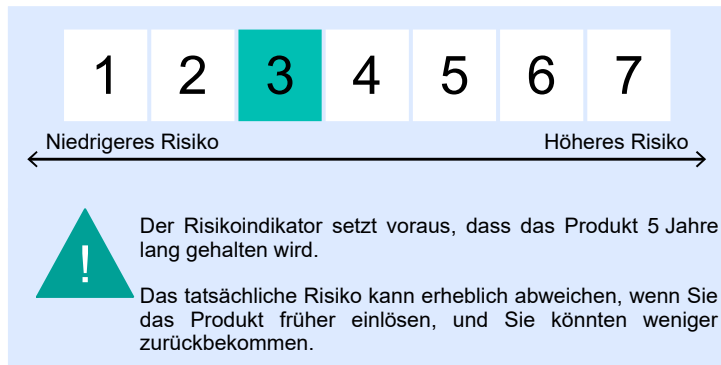 1 2 3 4 5 6 7
Niedrigeres Risiko Höheres Risiko
!
Der Risikoindikator setzt voraus, dass das Produkt 5 Jahre
lang gehalten wird.
Das tatsächliche Risiko kann erheblich abweichen, wenn Sie
das Produkt früher einlösen, und Sie könnten weniger
zurückbekommen.